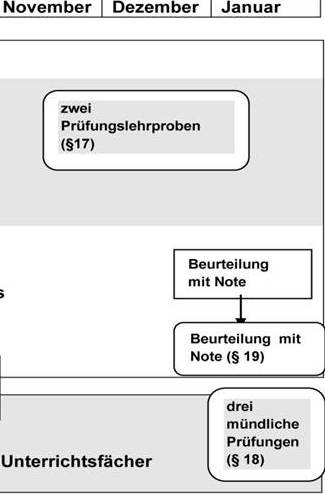 November Dezember Januar
zwei
Prüfungslehrproben
(§17)
Beurteilung
mit Note
s
Beurteilung mit
Note (§ 19)
drei
mündliche
Prüfungen
(§ 18)
Unterrichtsfächer